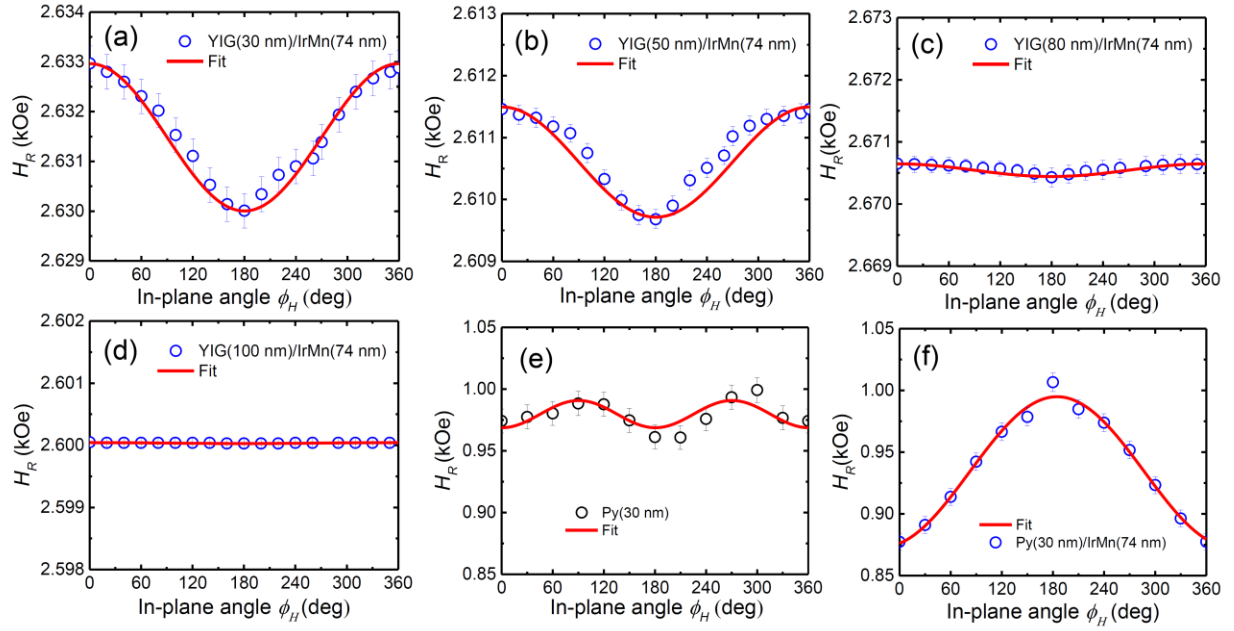 (a)
YIG(30 nm)/IrMn(74 nm)
Fit
2.634
2.633
2.632
2.631
2.630
2.629
H_R (kOe)
0 60 120 180 240 300 360
In-plane angle ϕ_H (deg)
(b)
YIG(50 nm)/IrMn(74 nm)
Fit
2.613
2.612
2.611
2.610
2.609
H_R (kOe)
0 60 120 180 240 300 360
In-plane angle ϕ_H (deg)
(c)
YIG(80 nm)/IrMn(74 nm)
Fit
2.673
2.672
2.671
2.670
2.669
H_R(kOe)
0 60 120 180 240 300 360
In-plane angle ϕ_H (deg)
(d)
YIG(100 nm)/IrMn(74 nm)
Fit
2.602
2.601
2.600
2.599
2.598
H_R (kOe)
0 60 120 180 240 300 360
In-plane angle ϕ_H (deg)
(e)
1.05
1.00
0.95
0.90
0.85
H_R (kOe)
Py(30 nm)
Fit
0 60 120 180 240 300 360
In-plane angle ϕ_H (deg)
(f)
1.05
1.00
0.95
0.90
0.85
H_R (kOe)
Fit
Py(30 nm)/IrMn(74 nm)
0 60 120 180 240 300 360
In-plane angle ϕ_H (deg)